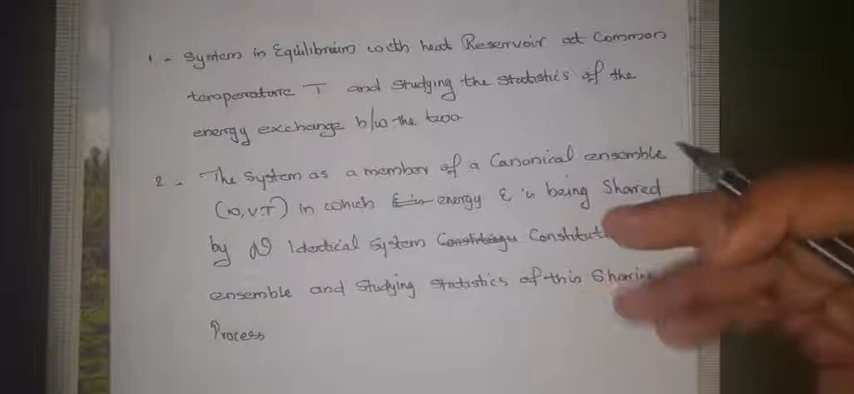 1 - System in Equilibrium with heat Reservoir at Common
temperature T and studying the statistics of the
energy exchange b/w the two
2 - The System as a member of a Canonical ensemble
(N,V,T) in which energy E is being Shared
by N Identical System Constitut
ensemble and Studying Statistics of this Sharing
Process